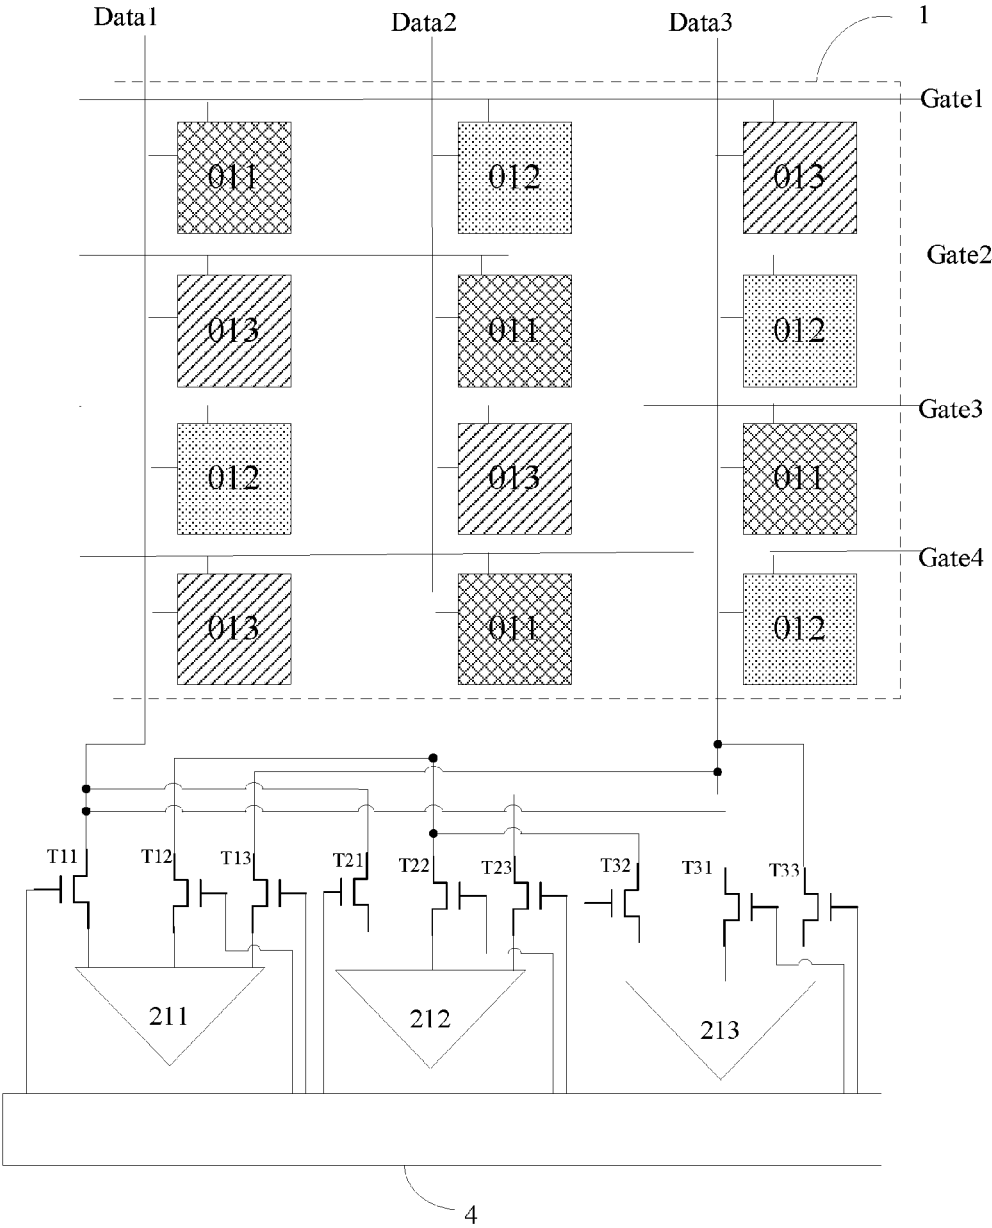 Data1 Data2 Data3 1
Gate1
011 012 013
Gate2
013 011 012
Gate3
012 013 011
Gate4
013 011 012
T11 T12 T13 T21 T22 T23 T32 T31 T33
211 212 213
4